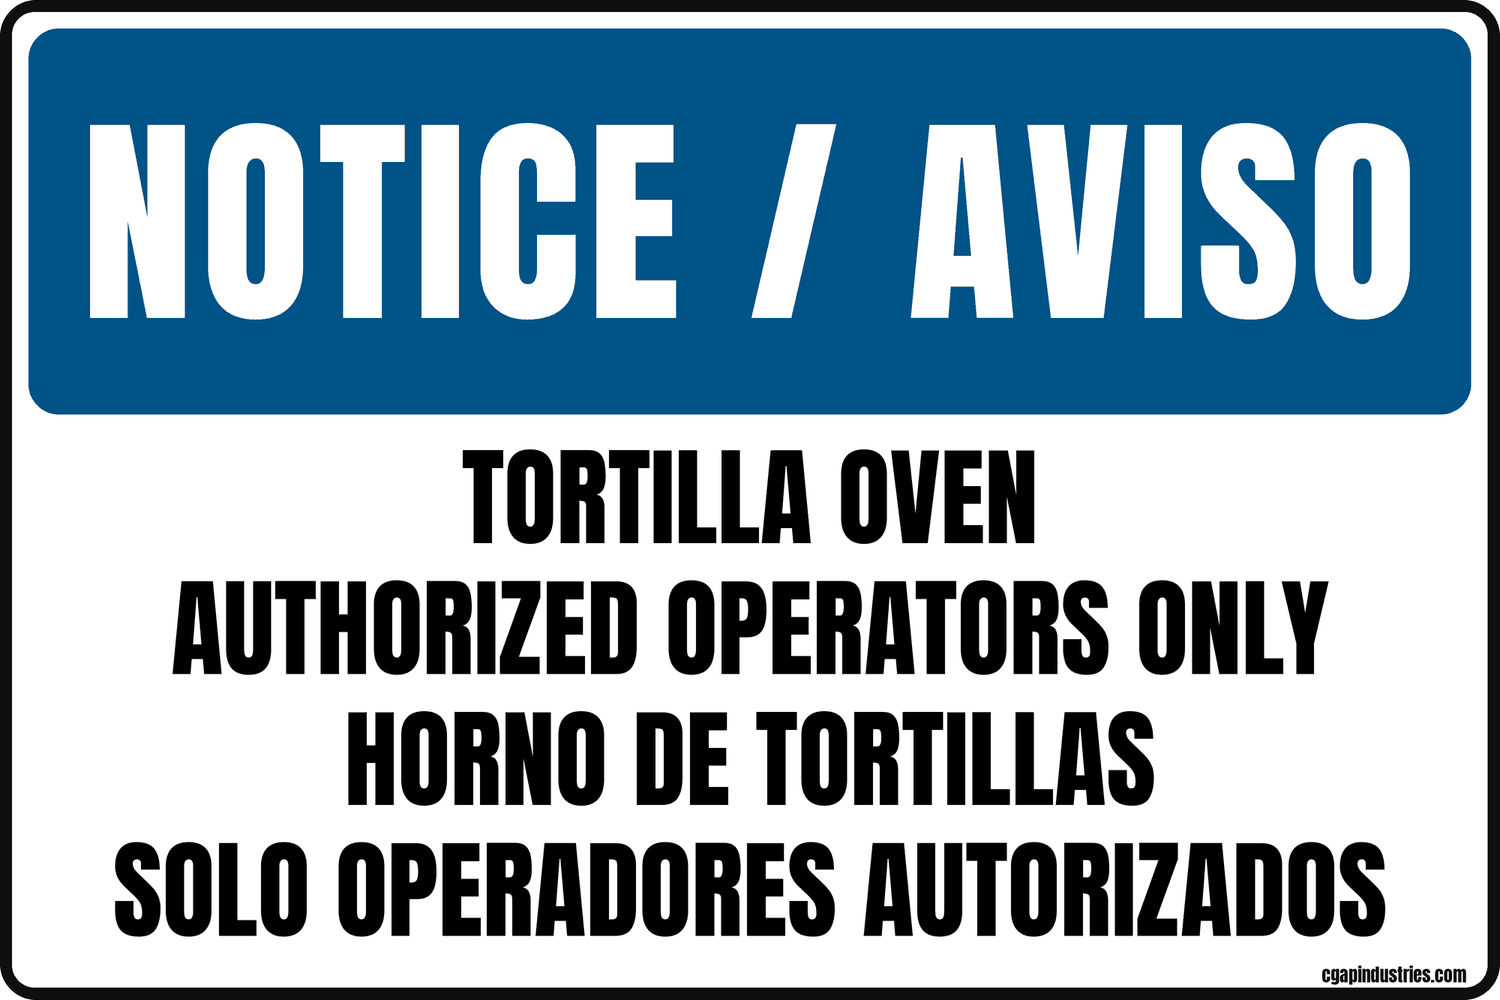 NOTICE / AVISO
TORTILLA OVEN
AUTHORIZED OPERATORS ONLY
HORNO DE TORTILLAS
SOLO OPERADORES AUTORIZADOS
cgapindustries.com